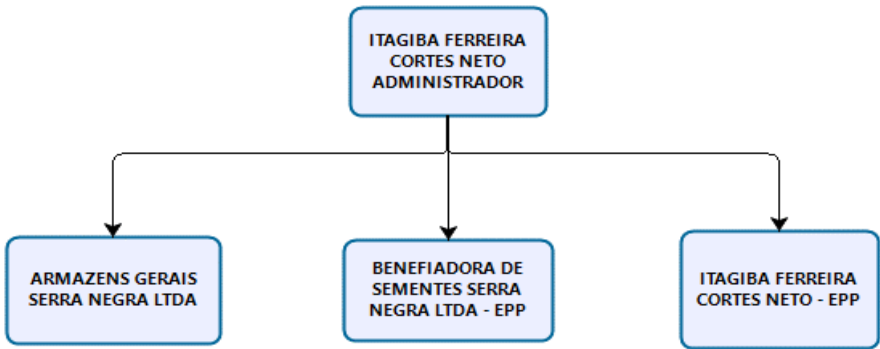 ITAGIBA FERREIRA
CORTES NETO
ADMINISTRADOR
ARMAZENS GERAIS
SERRA NEGRA LTDA
BENEFIADORA DE
SEMENTES SERRA
NEGRA LTDA - EPP
ITAGIBA FERREIRA
CORTES NETO - EPP